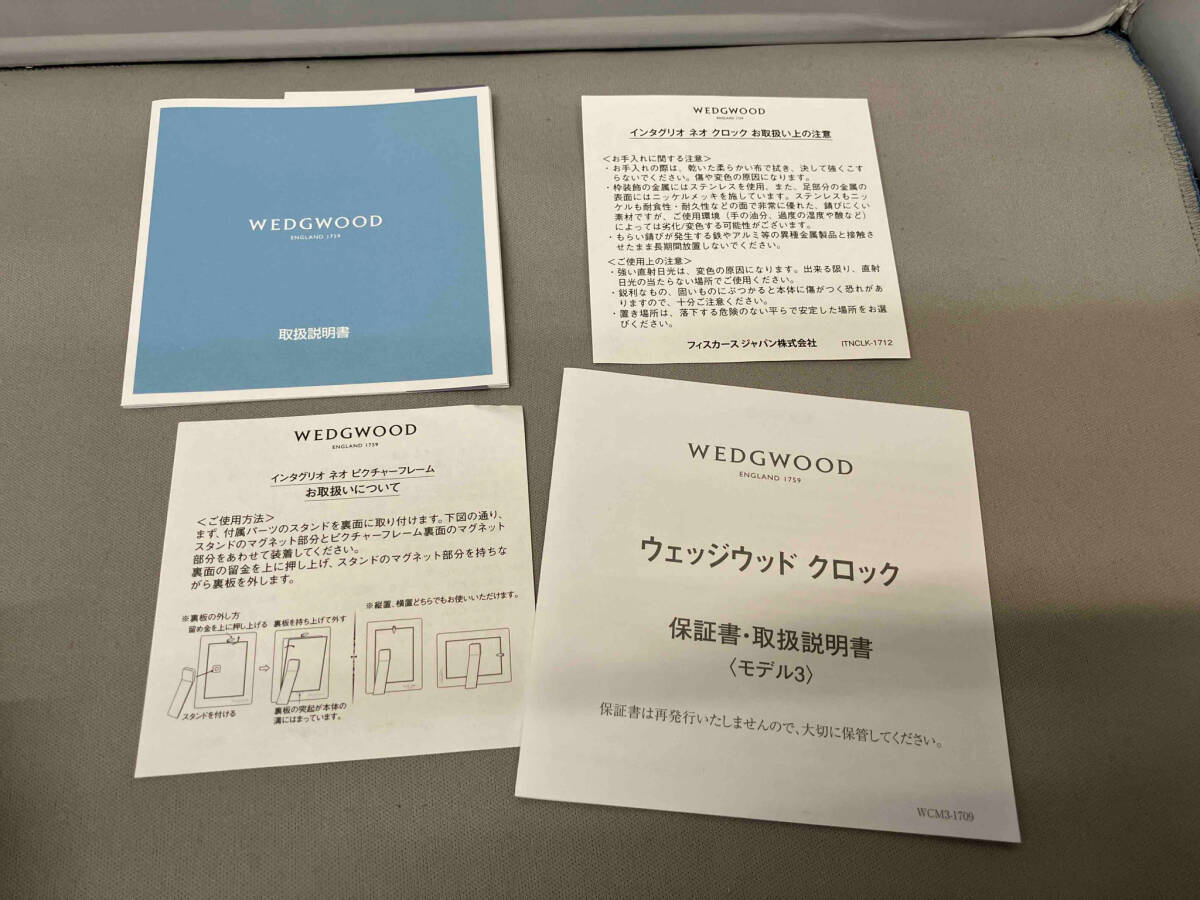 WEDGWOOD
ENGLAND 1759
取扱説明書
WEDGWOOD
ENGLAND 1759
インタグリオ ネオ クロック お取扱い上の注意
＜お手入れに関する注意＞
・お手入れの際は、乾いた柔らかい布で拭き、決して強くこす
らないでください。傷や変色の原因になります。
・枠装飾の金属にはステンレスを使用、また、足部分の金属の
表面にはニッケルメッキを施しています。ステンレスもニッ
ケルも耐食性・耐久性などの面で非常に優れた、錆びにくい
素材ですが、ご使用環境（手の油分、過度の湿度や酸など）
によっては劣化/変色する可能性がございます。
・もらい錆びが発生する鉄やアルミ等の異種金属製品と接触さ
せたまま長期間放置しないでください。
＜ご使用上の注意＞
・強い直射日光は、変色の原因になります。出来る限り、直射
日光の当たらない場所でご使用ください。
・鋭利なもの、固いものにぶつかると本体に傷がつく恐れがあ
りますので、十分ご注意ください。
・置き場所は、落下する危険のない平らで安定した場所をお選
びください。
フィスカース ジャパン株式会社 ITNCLK-1712
WEDGWOOD
ENGLAND 1759
インタグリオ ネオ ピクチャーフレーム
お取扱いについて
＜ご使用方法＞
まず、付属パーツのスタンドを裏面に取り付けます。下図の通り、
スタンドのマグネット部分とピクチャーフレーム裏面のマグネット
部分をあわせて装着してください。
裏面の留金を上に押し上げ、スタンドのマグネット部分を持ちな
がら裏板を外します。
※裏板の外し方
留め金を上に押し上げる 裏板を持ち上げて外す
※縦置、横置どちらでもお使いいただけます。
スタンドを付ける
裏板の突起が本体の
溝にはまっています。
WEDGWOOD
ENGLAND 1759
ウェッジウッド クロック
保証書・取扱説明書
〈モデル3〉
保証書は再発行いたしませんので、大切に保管してください。
WCM3-1709